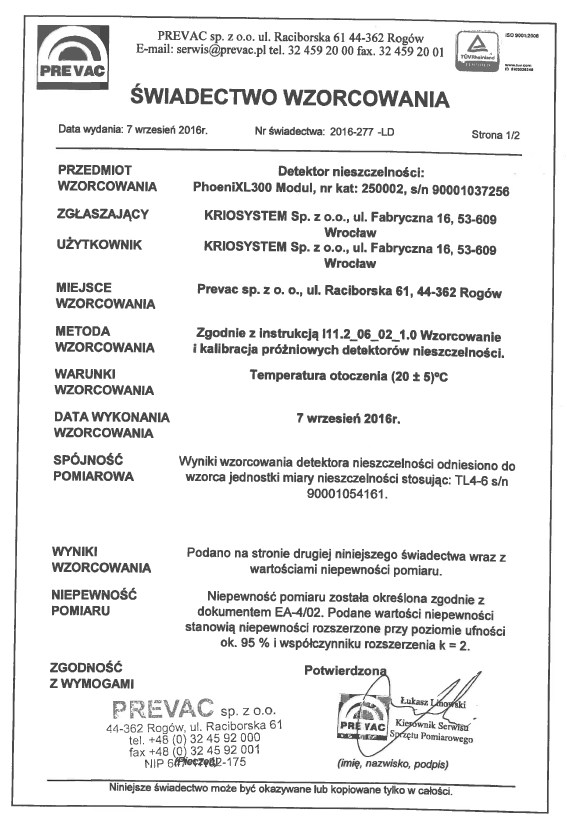 PREVAC
PREVAC sp. z o.o. ul. Raciborska 61 44-362 Rogów
E-mail: serwis@prevac.pl tel. 32 459 20 00 fax. 32 459 20 01
ISO 9001:2008
TÜVRheinland
CERTIFIED
www.tuv.com
ŚWIADECTWO WZORCOWANIA
Data wydania: 7 wrzesień 2016r. Nr świadectwa: 2016-277 -LD Strona 1/2
PRZEDMIOT WZORCOWANIA
Detektor nieszczelności:
PhoeniXL300 Modul, nr kat: 250002, s/n 90001037256
ZGŁASZAJĄCY
KRIOSYSTEM Sp. z o.o., ul. Fabryczna 16, 53-609
Wrocław
UŻYTKOWNIK
KRIOSYSTEM Sp. z o.o., ul. Fabryczna 16, 53-609
Wrocław
MIEJSCE
WZORCOWANIA
Prevac sp. z o. o., ul. Raciborska 61, 44-362 Rogów
METODA
WZORCOWANIA
Zgodnie z instrukcją I11.2_06_02_1.0 Wzorcowanie
i kalibracja próżniowych detektorów nieszczelności.
WARUNKI
WZORCOWANIA
Temperatura otoczenia (20 ± 5)ºC
DATA WYKONANIA
WZORCOWANIA
7 wrzesień 2016r.
SPÓJNOŚĆ
POMIAROWA
Wyniki wzorcowania detektora nieszczelności odniesiono do
wzorca jednostki miary nieszczelności stosując: TL4-6 s/n
90001054161.
WYNIKI
WZORCOWANIA
Podano na stronie drugiej niniejszego świadectwa wraz z
wartościami niepewności pomiaru.
NIEPEWNOŚĆ
POMIARU
Niepewność pomiaru została określona zgodnie z
dokumentem EA-4/02. Podane wartości niepewności
stanowią niepewności rozszerzone przy poziomie ufności
ok. 95 % i współczynniku rozszerzenia k = 2.
ZGODNOŚĆ
Z WYMOGAMI
Potwierdzona
PREVAC sp. z o.o.
44-362 Rogów, ul. Raciborska 61
tel. +48 (0) 32 45 92 000
fax +48 (0) 32 45 92 001
NIP
(Pieczęć)
PREVAC
Łukasz Linowski
Kierownik Serwisu
Sprzętu Pomiarowego
(imię, nazwisko, podpis)
Niniejsze świadectwo może być okazywane lub kopiowane tylko w całości.